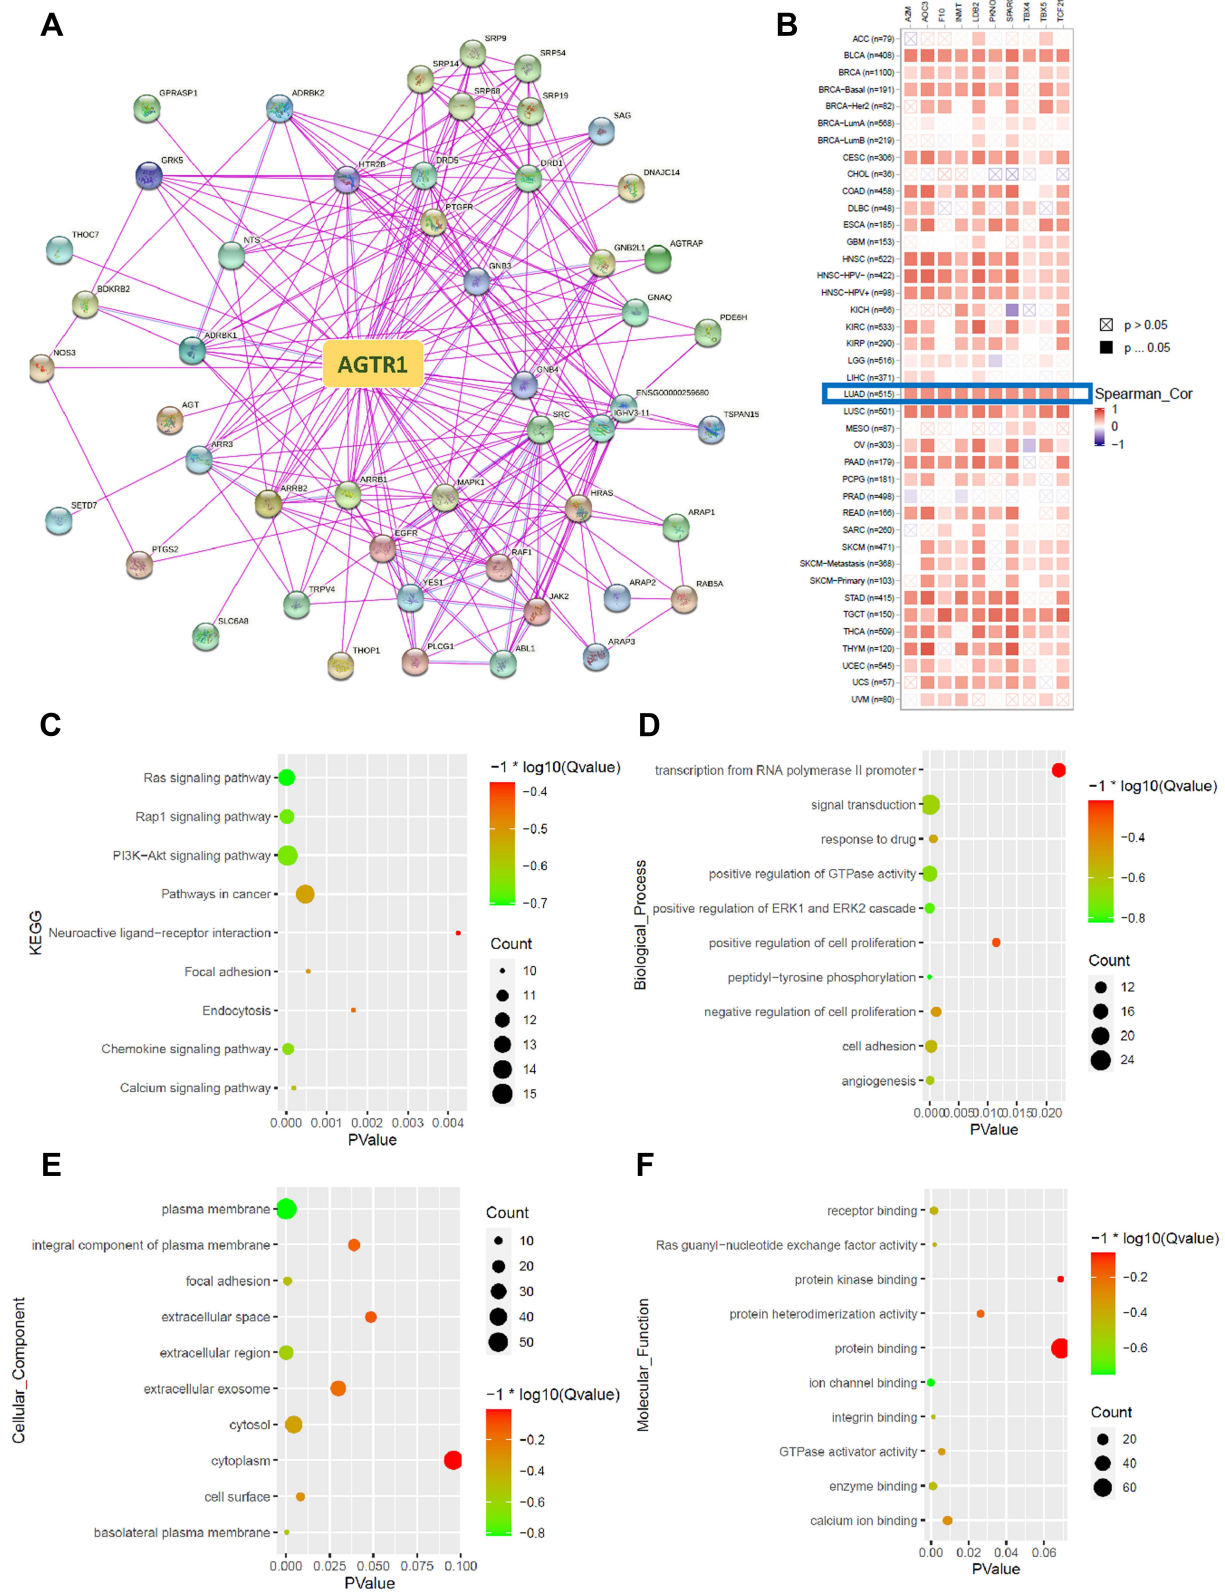 A
SRP9
SRP54
SRP14
SRP68
SRP19
GPRASP1
ADRBK2
SAG
GRK5
HTR2B
DRD5
DRD1
DNAJC14
PTGFR
THOC7
NTS
GNB2L1
AGTRAP
GNB3
BDKRB2
GNAQ
PDE6H
ADRBK1
NOS3
AGTR1
GNB4
ENSG00000259680
AGT
SRC
IGHV3-11
TSPAN15
ARR3
ARRB2
ARRB1
MAPK1
HRAS
SETD7
ARAP1
EGFR
PTGS2
RAF1
TRPV4
YES1
JAK2
ARAP2
RAB5A
SLC6A8
THOP1
PLCG1
ABL1
ARAP3
B
A2M
AOC3
F10
INMT
LDB2
TBX4
TBX5
TCF21
ACC (n=79)
BLCA (n=408)
BRCA (n=1100)
BRCA-Basal (n=191)
BRCA-Her2 (n=82)
BRCA-LumA (n=568)
BRCA-LumB (n=219)
CESC (n=306)
CHOL (n=36)
COAD (n=458)
DLBC (n=48)
ESCA (n=185)
GBM (n=153)
HNSC (n=522)
HNSC-HPV- (n=422)
HNSC-HPV+ (n=98)
KICH (n=66)
KIRC (n=533)
KIRP (n=290)
LGG (n=516)
LIHC (n=371)
LUAD (n=515)
LUSC (n=501)
MESO (n=87)
OV (n=303)
PAAD (n=179)
PCPG (n=181)
PRAD (n=498)
READ (n=166)
SARC (n=260)
SKCM (n=471)
SKCM-Metastasis (n=368)
SKCM-Primary (n=103)
STAD (n=415)
TGCT (n=150)
THCA (n=509)
THYM (n=120)
UCEC (n=545)
UCS (n=57)
UVM (n=80)
p > 0.05
p ... 0.05
Spearman_Cor
1
0
−1
C
KEGG
Ras signaling pathway
Rap1 signaling pathway
PI3K−Akt signaling pathway
Pathways in cancer
Neuroactive ligand−receptor interaction
Focal adhesion
Endocytosis
Chemokine signaling pathway
Calcium signaling pathway
0.000 0.001 0.002 0.003 0.004
PValue
−1 * log10(Qvalue)
−0.4
−0.5
−0.6
−0.7
Count
10
11
12
13
14
15
D
Biological_Process
transcription from RNA polymerase II promoter
signal transduction
response to drug
positive regulation of GTPase activity
positive regulation of ERK1 and ERK2 cascade
positive regulation of cell proliferation
peptidyl−tyrosine phosphorylation
negative regulation of cell proliferation
cell adhesion
angiogenesis
0.000 0.005 0.010 0.015 0.020
PValue
−1 * log10(Qvalue)
−0.4
−0.6
−0.8
Count
12
16
20
24
E
Cellular_Component
plasma membrane
integral component of plasma membrane
focal adhesion
extracellular space
extracellular region
extracellular exosome
cytosol
cytoplasm
cell surface
basolateral plasma membrane
0.000 0.025 0.050 0.075 0.100
PValue
Count
10
20
30
40
50
−1 * log10(Qvalue)
−0.2
−0.4
−0.6
−0.8
F
Molecular_Function
receptor binding
Ras guanyl−nucleotide exchange factor activity
protein kinase binding
protein heterodimerization activity
protein binding
ion channel binding
integrin binding
GTPase activator activity
enzyme binding
calcium ion binding
0.00 0.02 0.04 0.06
PValue
−1 * log10(Qvalue)
−0.2
−0.4
−0.6
Count
20
40
60